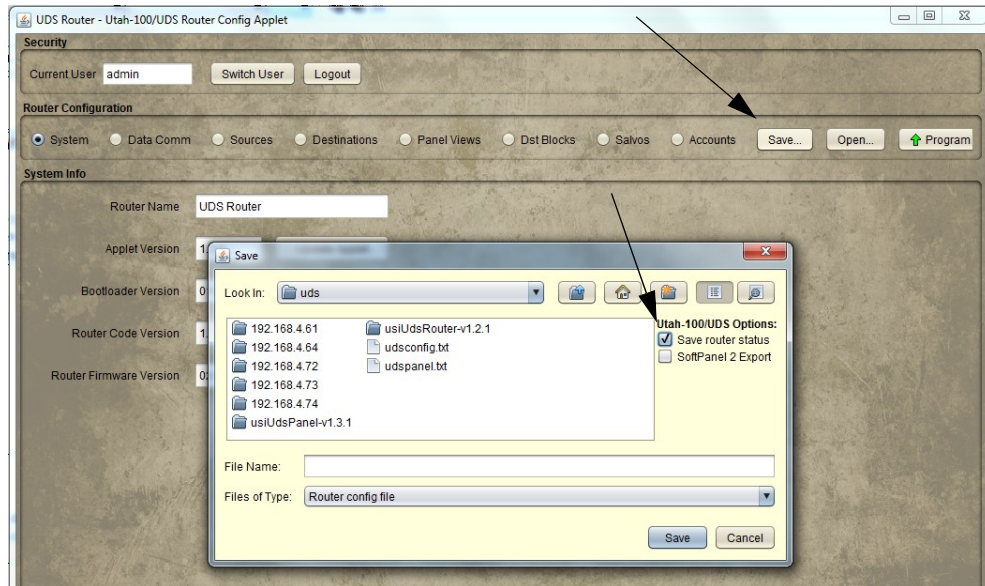 UDS Router - Utah-100/UDS Router Config Applet
Security
Current User admin Switch User Logout
Router Configuration
System Data Comm Sources Destinations Panel Views Dst Blocks Salvos Accounts Save... Open... Program
System Info
Router Name UDS Router
Applet Version 1.
Save
Bootloader Version 0
Look In: uds
192.168.4.61 usiUdsRouter-v1.2.1 Utah-100/UDS Options:
Router Code Version 1.
192.168.4.64 udsconfig.txt Save router status
192.168.4.72 udspanel.txt SoftPanel 2 Export
Router Firmware Version 02
192.168.4.73
192.168.4.74
usiUdsPanel-v1.3.1
File Name:
Files of Type: Router config file
Save Cancel